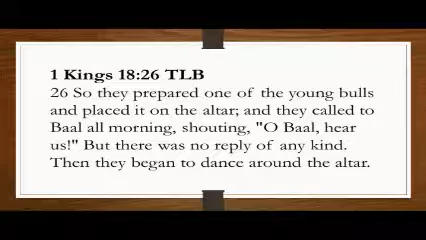 1 Kings 18:26 TLB
26 So they prepared one of the young bulls
and placed it on the altar; and they called to
Baal all morning, shouting, "O Baal, hear
us!" But there was no reply of any kind.
Then they began to dance around the altar.